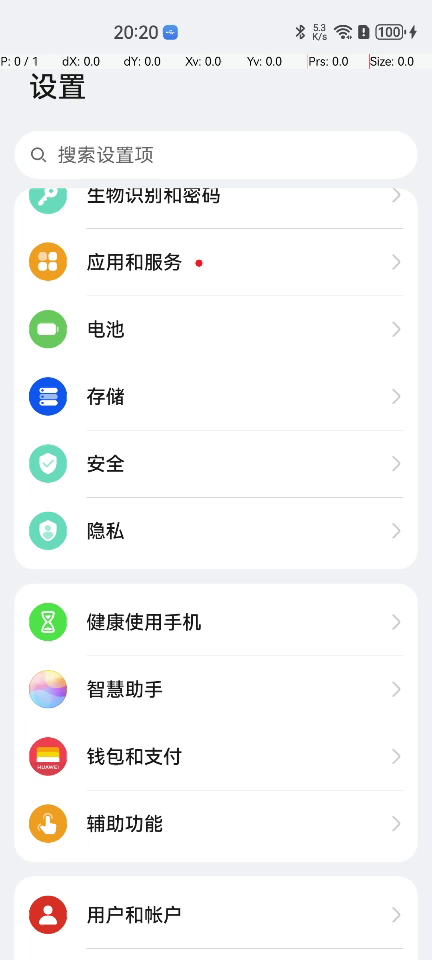 20:20
5.3
K/s
100
P: 0 / 1 dX: 0.0 dY: 0.0 Xv: 0.0 Yv: 0.0 Prs: 0.0 Size: 0.0
设置
搜索设置项
生物识别和密码
应用和服务
电池
存储
安全
隐私
健康使用手机
智慧助手
HUAWEI
钱包和支付
辅助功能
用户和帐户